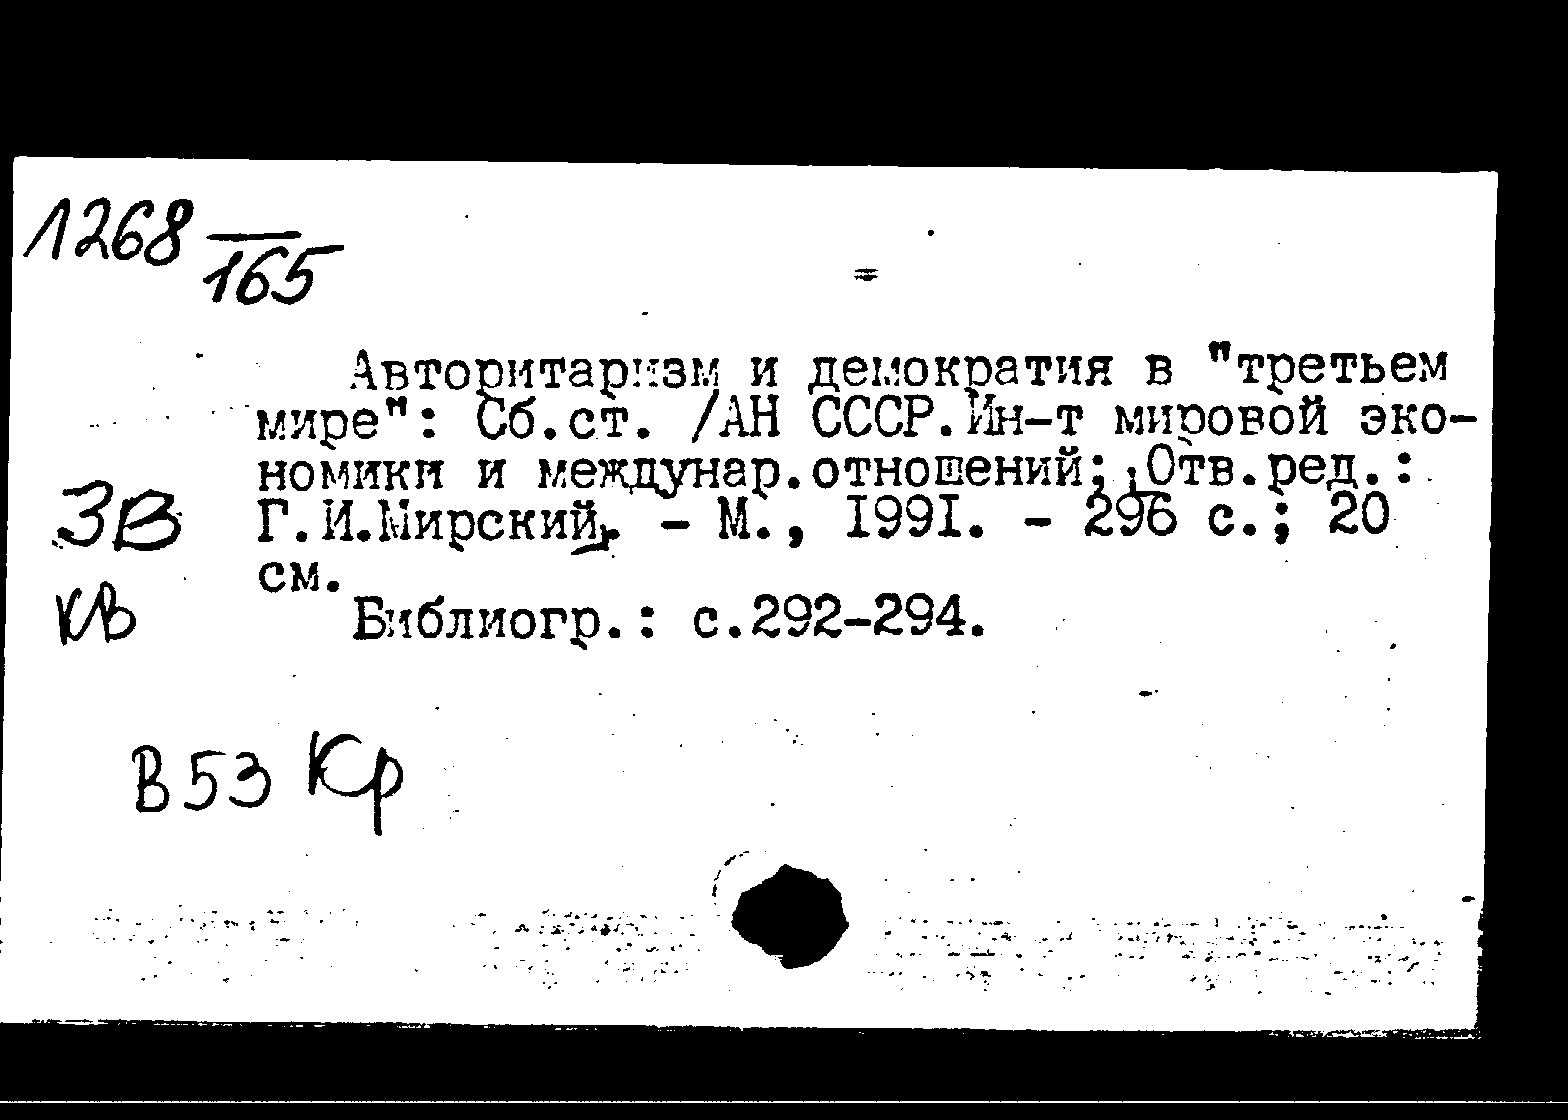 1268
165
=
Авторитаризм и демократия в "третьем
мире": Сб.ст. /АН СССР.Ин-т мировой эко-
номики и междунар.отношений; Отв.ред.:
ЗВ
Г.И.Мирский. - М., 1991. - 296 с.; 20
см.
КВ
Библиогр.: с.292-294.
В53 Кр